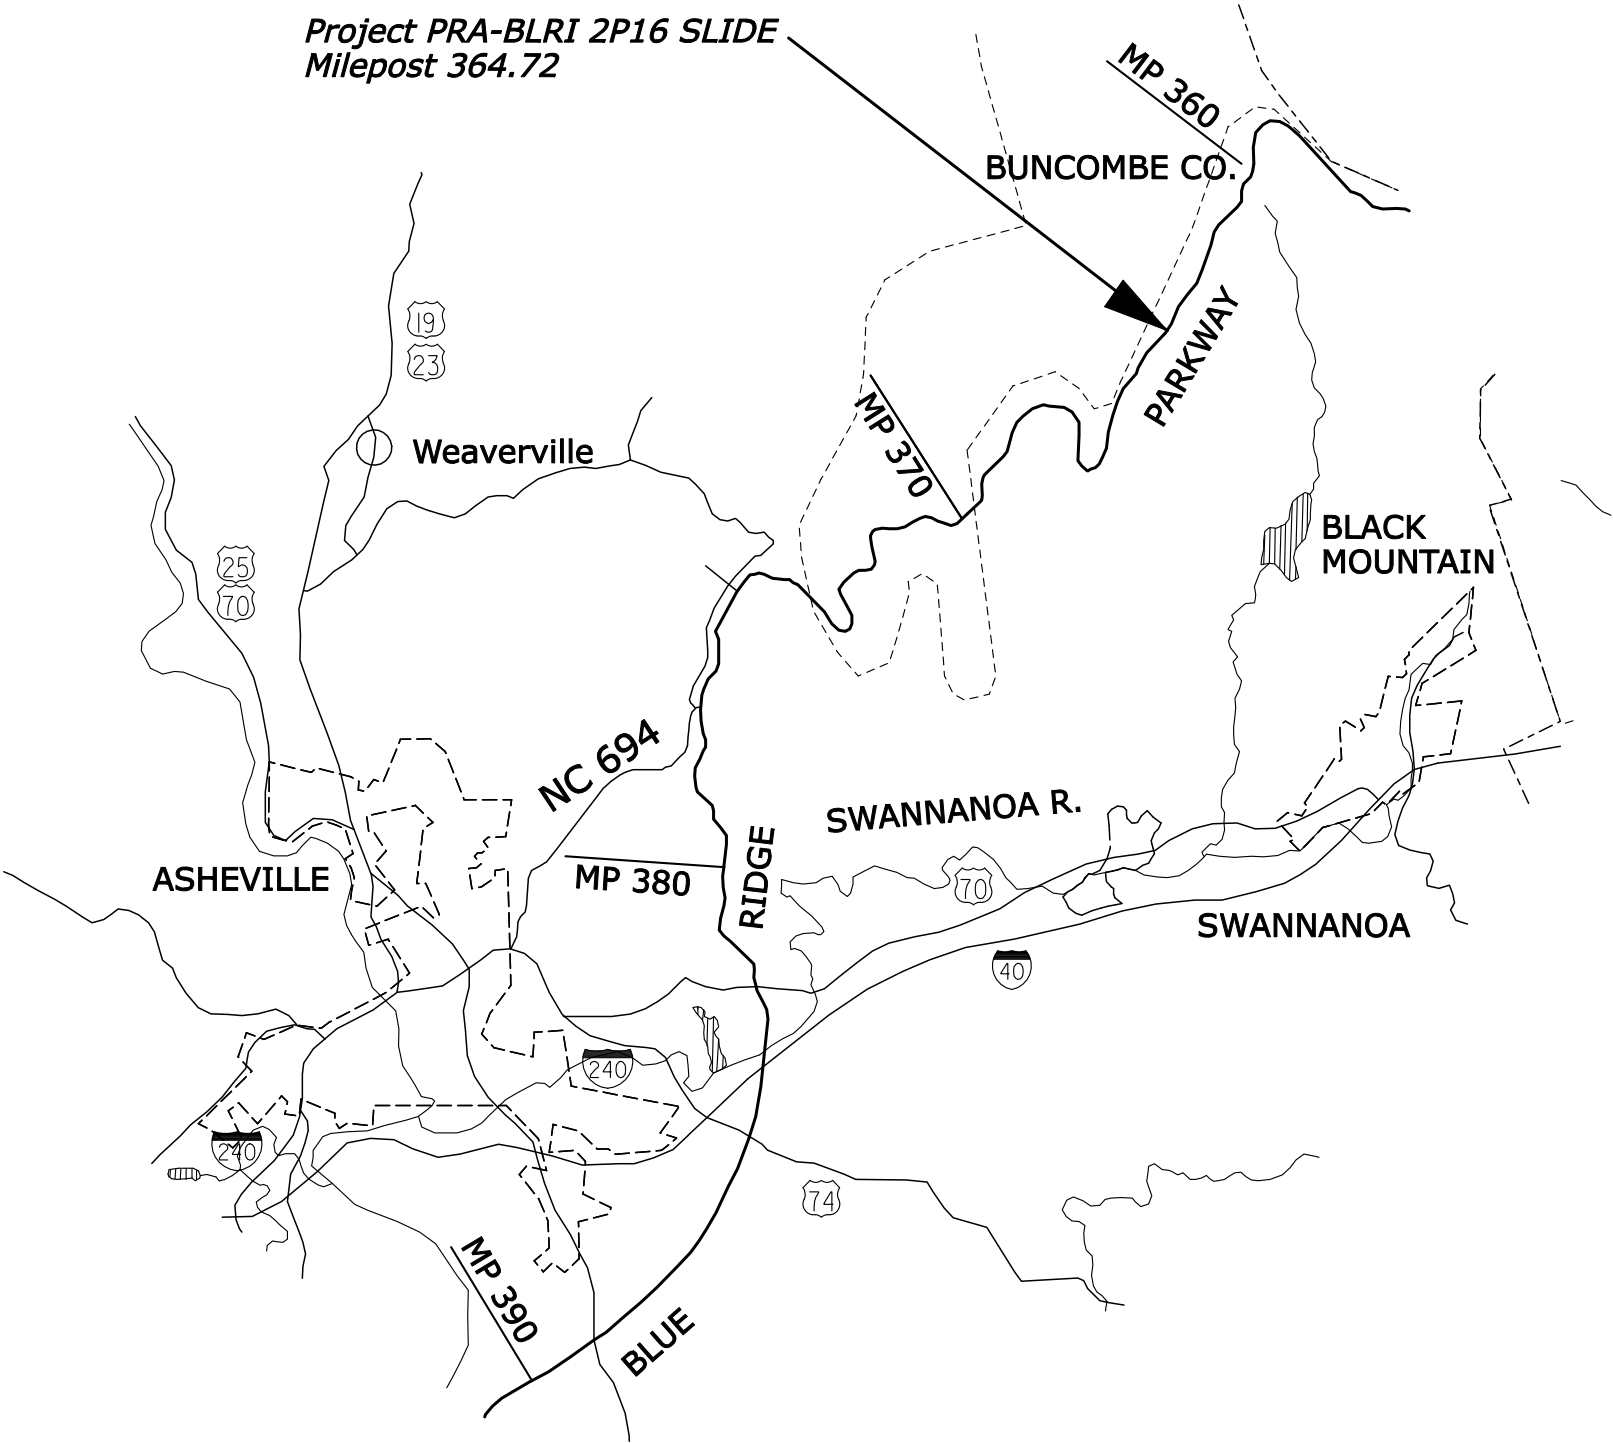 Project PRA-BLRI 2P16 SLIDE
Milepost 364.72
MP 360
BUNCOMBE CO.
19
23
PARKWAY
MP 370
Weaverville
BLACK
MOUNTAIN
25
70
NC 694
SWANNANOA R.
RIDGE
ASHEVILLE
MP 380
70
SWANNANOA
40
240
240
74
MP 390
BLUE